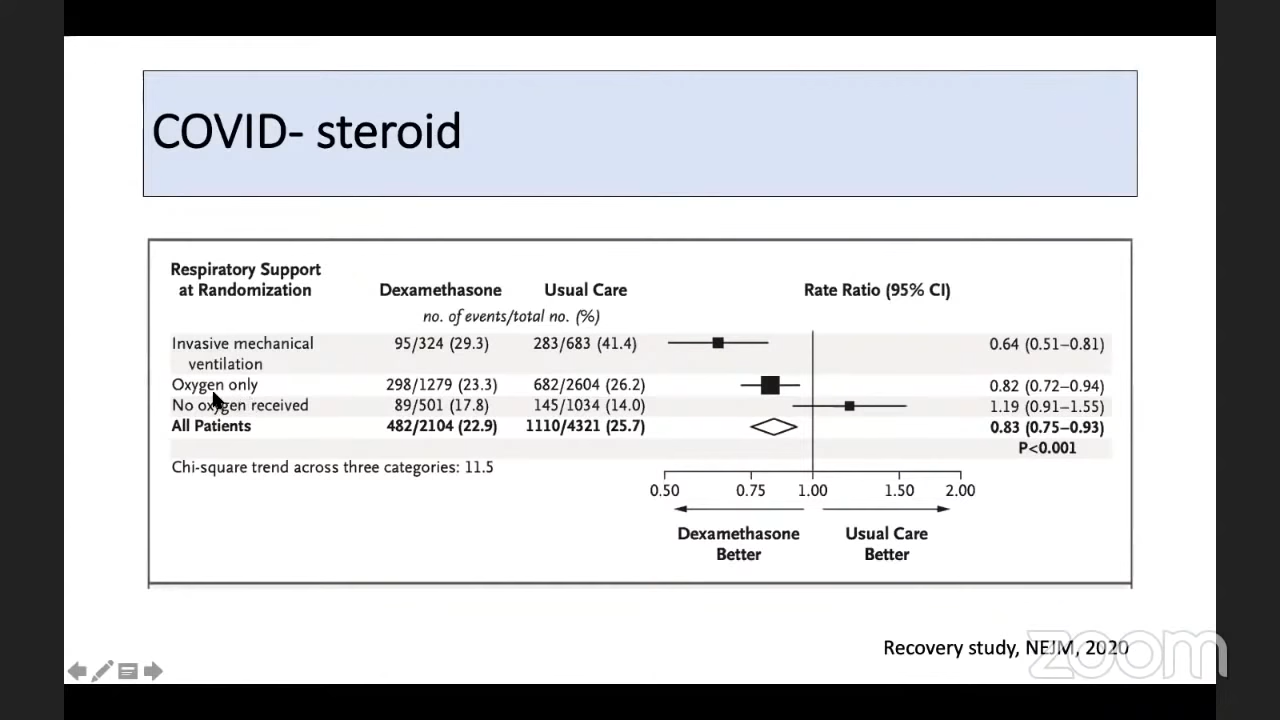 COVID- steroid
Respiratory Support
at Randomization
Dexamethasone
Usual Care
Rate Ratio (95% CI)
no. of events/total no. (%)
Invasive mechanical
ventilation
95/324 (29.3)
283/683 (41.4)
0.64 (0.51–0.81)
Oxygen only
298/1279 (23.3)
682/2604 (26.2)
0.82 (0.72–0.94)
No oxygen received
89/501 (17.8)
145/1034 (14.0)
1.19 (0.91–1.55)
All Patients
482/2104 (22.9)
1110/4321 (25.7)
0.83 (0.75–0.93)
P<0.001
Chi-square trend across three categories: 11.5
0.50 0.75 1.00 1.50 2.00
Dexamethasone
Better
Usual Care
Better
Recovery study, NEJM, 2020
zoom